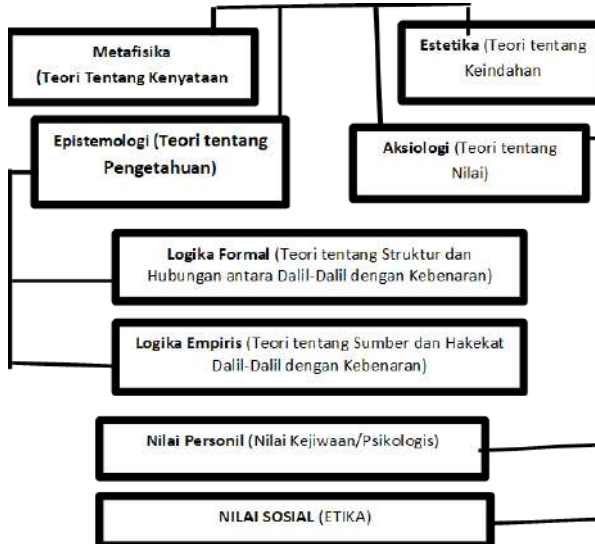 Metafisika
(Teori Tentang Kenyataan
Estetika (Teori tentang
Keindahan
Epistemologi (Teori tentang
Pengetahuan)
Aksiologi (Teori tentang
Nilai)
Logika Formal (Teori tentang Struktur dan
Hubungan antara Dalil-Dalil dengan Kebenaran)
Logika Empiris (Teori tentang Sumber dan Hakekat
Dalil-Dalil dengan Kebenaran)
Nilai Personil (Nilai Kejiwaan/Psikologis)
NILAI SOSIAL (ETIKA)